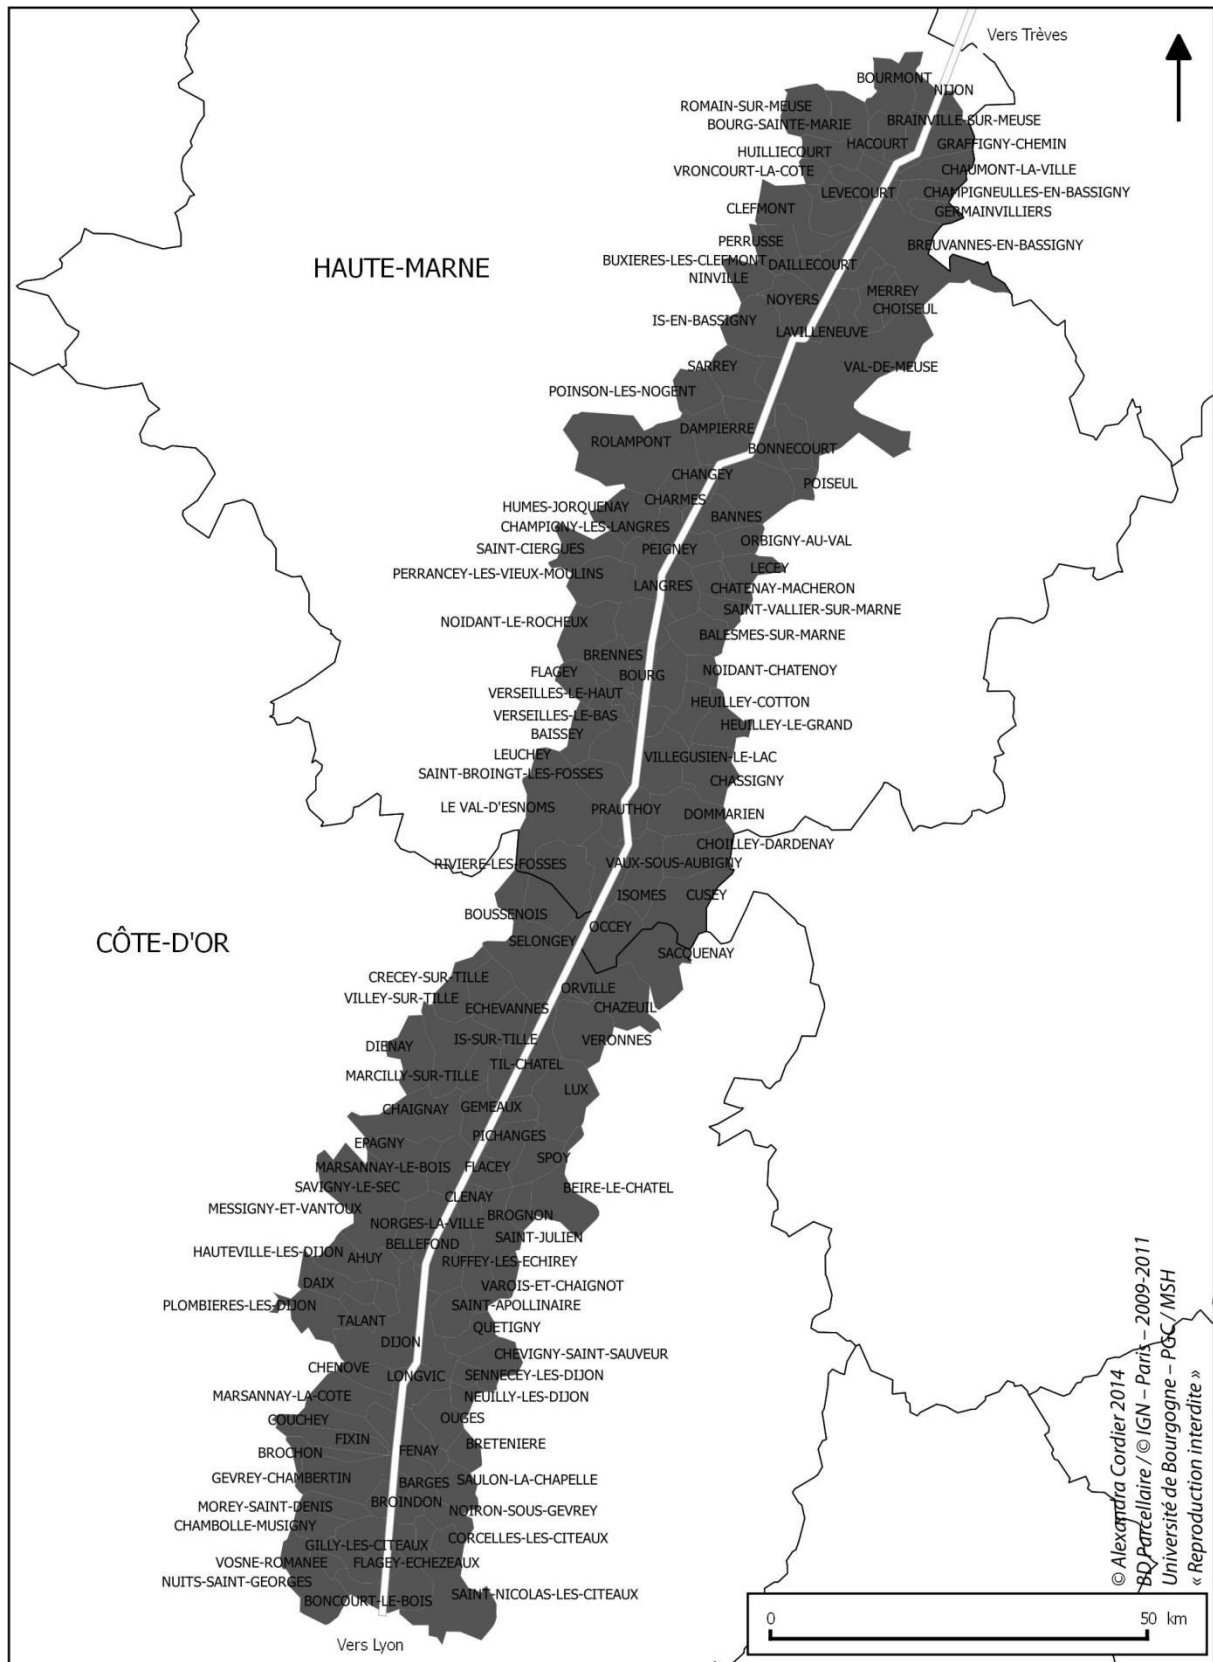 Vers Trèves
BOURMONT
NIJON
ROMAIN-SUR-MEUSE
BOURG-SAINTE-MARIE
BRAINVILLE-SUR-MEUSE
HACOURT
GRAFFIGNY-CHEMIN
HUILLIECOURT
VRONCOURT-LA-COTE
CHAUMONT-LA-VILLE
LEVECOURT
CHAMPIGNEULLES-EN-BASSIGNY
CLEFMONT
GERMAINVILLIERS
PERRUSSE
BREUVANNES-EN-BASSIGNY
BUXIERES-LES-CLEFMONT
DAILLECOURT
HAUTE-MARNE
NINVILLE
NOYERS
MERREY
CHOISEUL
IS-EN-BASSIGNY
LAVILLENEUVE
SARREY
VAL-DE-MEUSE
POINSON-LES-NOGENT
DAMPIERRE
ROLAMPONT
BONNECOURT
CHANGEY
POISEUL
CHARMES
HUMES-JORQUENAY
BANNES
CHAMPIGNY-LES-LANGRES
ORBIGNY-AU-VAL
SAINT-CIERGUES
PEIGNEY
LECEY
PERRANCEY-LES-VIEUX-MOULINS
LANGRES
CHATENAY-MACHERON
SAINT-VALLIER-SUR-MARNE
NOIDANT-LE-ROCHEUX
BALESMES-SUR-MARNE
BRENNES
FLAGEY
BOURG
NOIDANT-CHATENOY
VERSEILLES-LE-HAUT
HEUILLEY-COTTON
VERSEILLES-LE-BAS
HEUILLEY-LE-GRAND
BAISSEY
LEUCHEY
VILLEGUSIEN-LE-LAC
SAINT-BROINGT-LES-FOSSES
CHASSIGNY
LE VAL-D'ESNOMS
PRAUTHOY
DOMMARIEN
CHOILLEY-DARDENAY
RIVIERE-LES-FOSSES
VAUX-SOUS-AUBIGNY
ISOMES
CUSEY
BOUSSENOIS
OCCEY
CÔTE-D'OR
SELONGEY
SACQUENAY
CRECEY-SUR-TILLE
ORVILLE
VILLEY-SUR-TILLE
ECHEVANNES
CHAZEUIL
IS-SUR-TILLE
VERONNES
DIENAY
TIL-CHATEL
MARCILLY-SUR-TILLE
LUX
CHAIGNAY
GEMEAUX
PICHANGES
EPAGNY
SPOY
MARSANNAY-LE-BOIS
FLACEY
SAVIGNY-LE-SEC
BEIRE-LE-CHATEL
CLENAY
MESSIGNY-ET-VANTOUX
BROGNON
NORGES-LA-VILLE
SAINT-JULIEN
BELLEFOND
HAUTEVILLE-LES-DIJON
AHUY
RUFFEY-LES-ECHIREY
DAIX
VAROIS-ET-CHAIGNOT
PLOMBIERES-LES-DIJON
SAINT-APOLLINAIRE
TALANT
QUETIGNY
DIJON
CHEVIGNY-SAINT-SAUVEUR
CHENOVE
LONGVIC
SENNECEY-LES-DIJON
MARSANNAY-LA-COTE
NEUILLY-LES-DIJON
COUCHEY
OUGES
FIXIN
BRETENIERE
BROCHON
FENAY
GEVREY-CHAMBERTIN
BARGES
SAULON-LA-CHAPELLE
BROINDON
MOREY-SAINT-DENIS
NOIRON-SOUS-GEVREY
CHAMBOLLE-MUSIGNY
CORCELLES-LES-CITEAUX
GILLY-LES-CITEAUX
VOSNE-ROMANEE
FLAGEY-ECHEZEAUX
NUITS-SAINT-GEORGES
SAINT-NICOLAS-LES-CITEAUX
BONCOURT-LE-BOIS
Vers Lyon
© Alexandra Cordier 2014
BD Parcellaire / © IGN – Paris – 2009-2011
Université de Bourgogne – PGC / MSH
« Reproduction interdite »
0 50 km